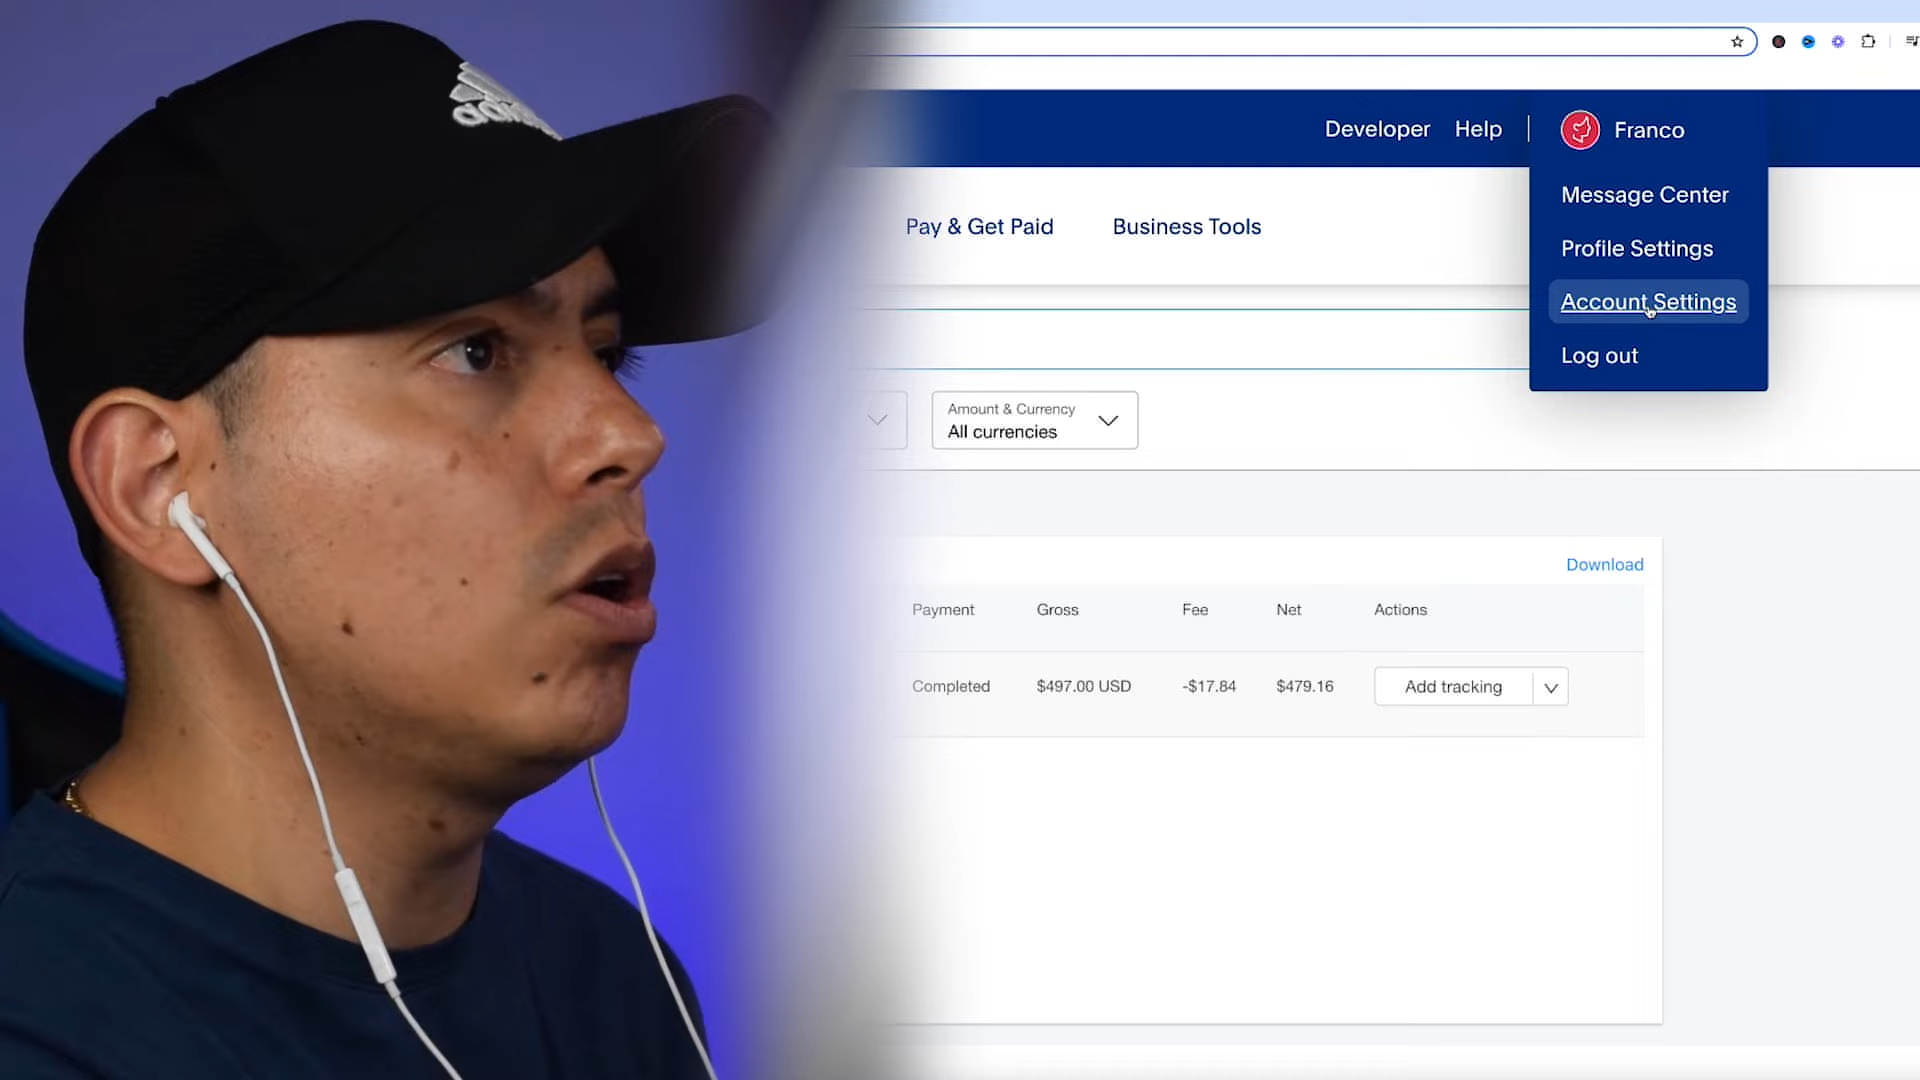 Developer Help Franco
Message Center
Pay & Get Paid Business Tools
Profile Settings
Account Settings
Log out
Amount & Currency
All currencies
Download
Payment Gross Fee Net Actions
Completed $497.00 USD -$17.84 $479.16 Add tracking